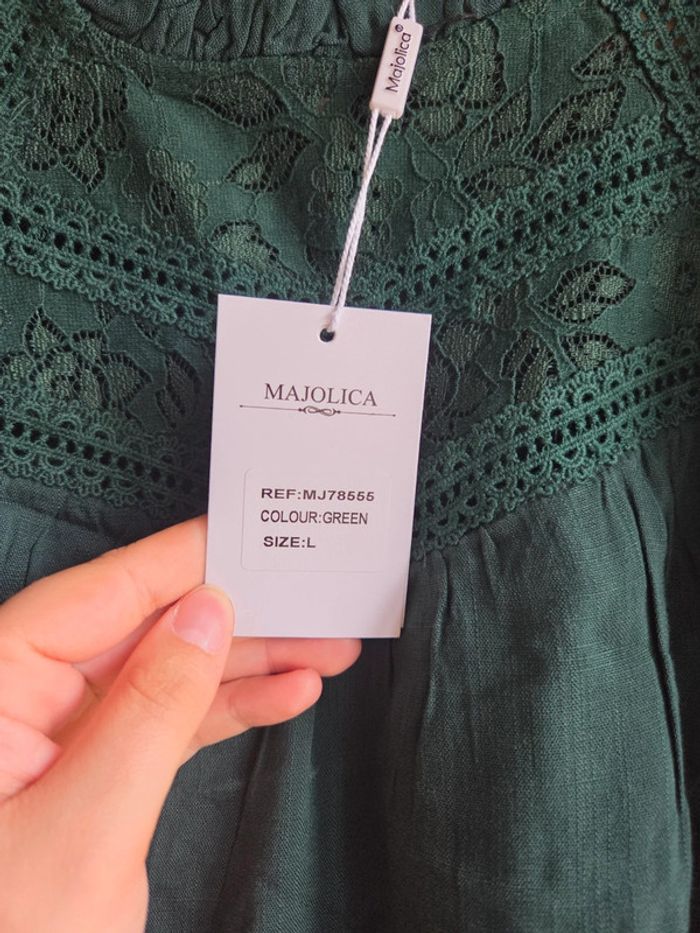 Majolica®
MAJOLICA
REF:MJ78555
COLOUR:GREEN
SIZE:L